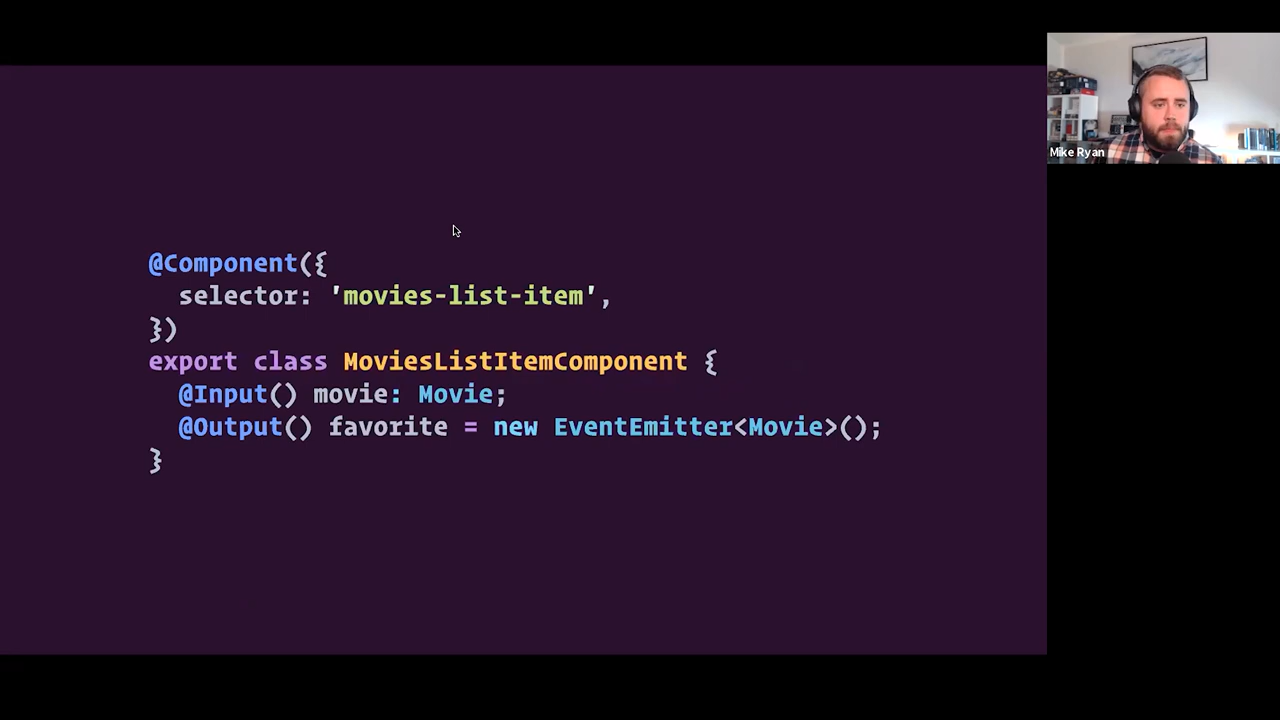 @Component({
  selector: 'movies-list-item',
})
export class MoviesListItemComponent {
  @Input() movie: Movie;
  @Output() favorite = new EventEmitter<Movie>();
}
Mike Ryan